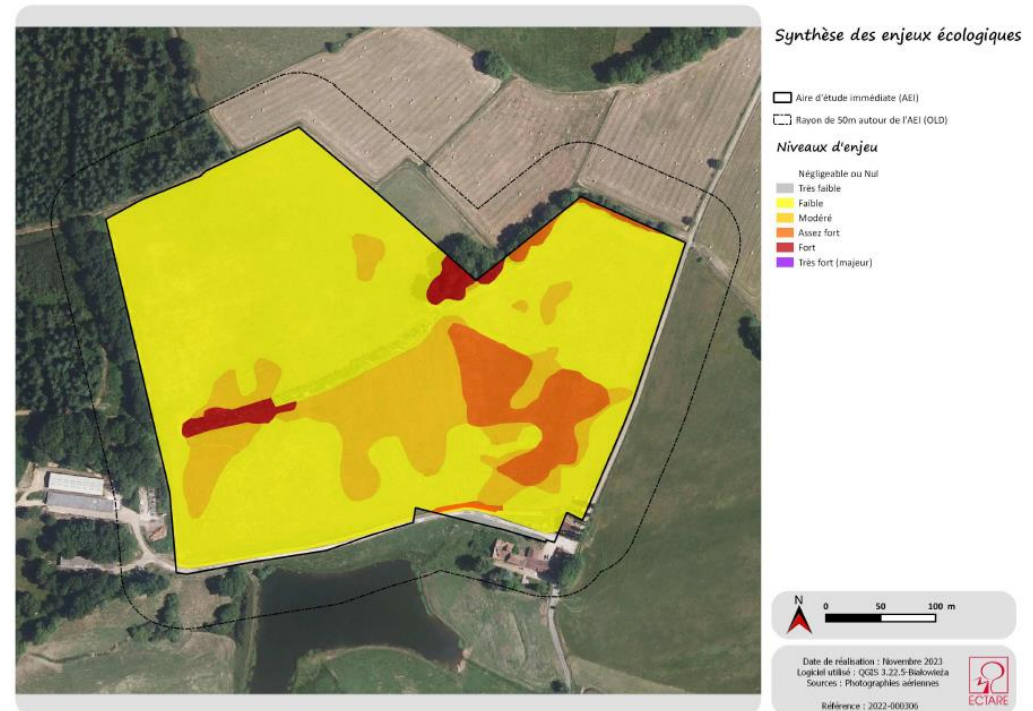 Synthèse des enjeux écologiques
Aire d'étude immédiate (AEI)
Rayon de 50m autour de l'AEI (OLD)
Niveaux d'enjeu
Négligeable ou Nul
Très faible
Faible
Modéré
Assez fort
Fort
Très fort (majeur)
N
0 50 100 m
Date de réalisation : Novembre 2023
Logiciel utilisé : QGIS 3.22.5-Białowieża
Sources : Photographies aériennes
Référence : 2022-000306
ECTARE